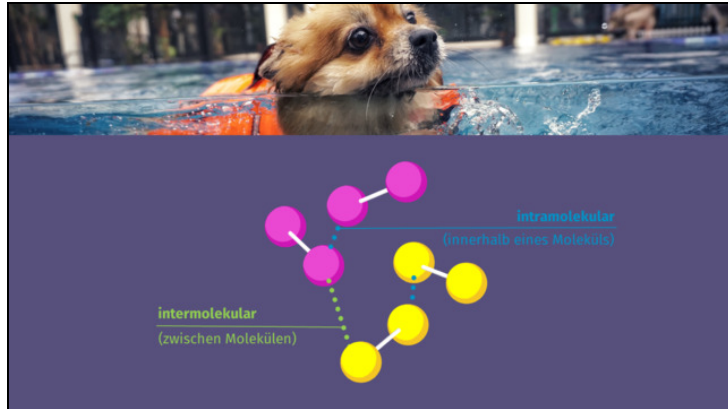 intramolekular
(innerhalb eines Moleküls)
intermolekular
(zwischen Molekülen)